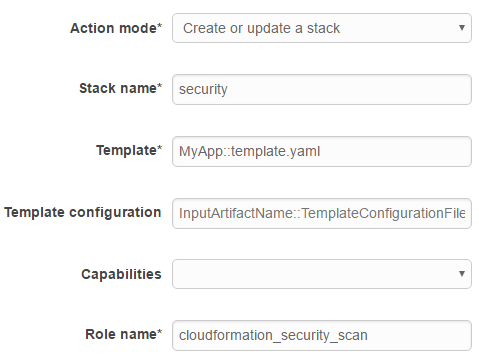 Action mode* Create or update a stack
Stack name* security
Template* MyApp::template.yaml
Template configuration InputArtifactName::TemplateConfigurationFile
Capabilities
Role name* cloudformation_security_scan